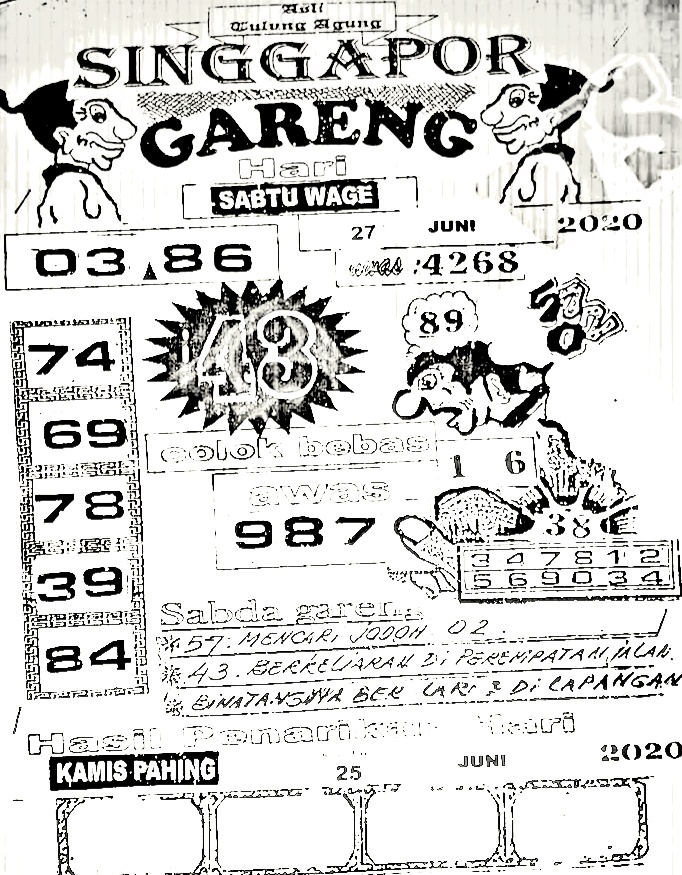 Asli
Tulung Agung
SINGGAPOR
GARENG
Hari
SABTU WAGE
27 JUNI 2020
03.86
:4268
74
43
89
69
colok bebas
1 6
78
awas
987
38
39
347812
569034
84
Sabda gareng
* 57. MENCARI JODOH 02
* 43. BERKELIARAN DI PEREMPATAN JALAN.
* BINATANGNYA BER LARI 2 DI LAPANGAN
Hasil Penarikan Hari
KAMIS PAHING 25 JUNI 2020